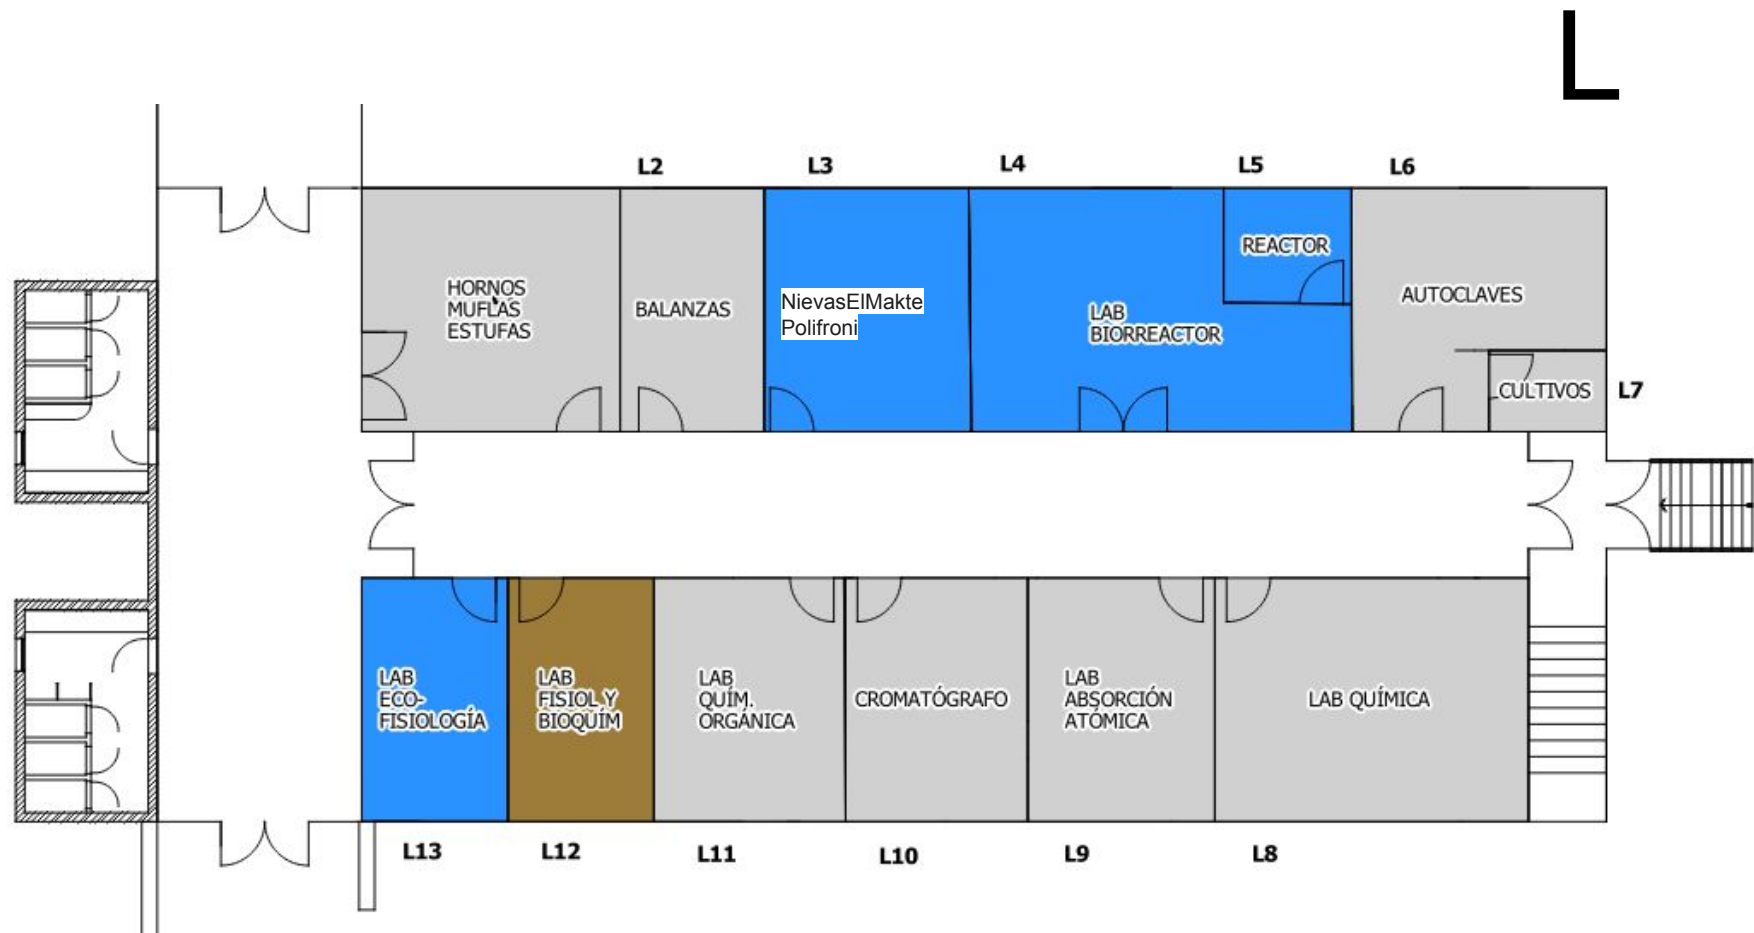 L
L2
L3
L4
L5
L6
HORNOS
MUFLAS
ESTUFAS
BALANZAS
NievasElMakte
Polifroni
LAB
BIORREACTOR
REACTOR
AUTOCLAVES
CULTIVOS
L7
LAB
ECO-
FISIOLOGÍA
LAB
FISIOL Y
BIOQUÍM
LAB
QUÍM.
ORGÁNICA
CROMATÓGRAFO
LAB
ABSORCIÓN
ATÓMICA
LAB QUÍMICA
L13
L12
L11
L10
L9
L8